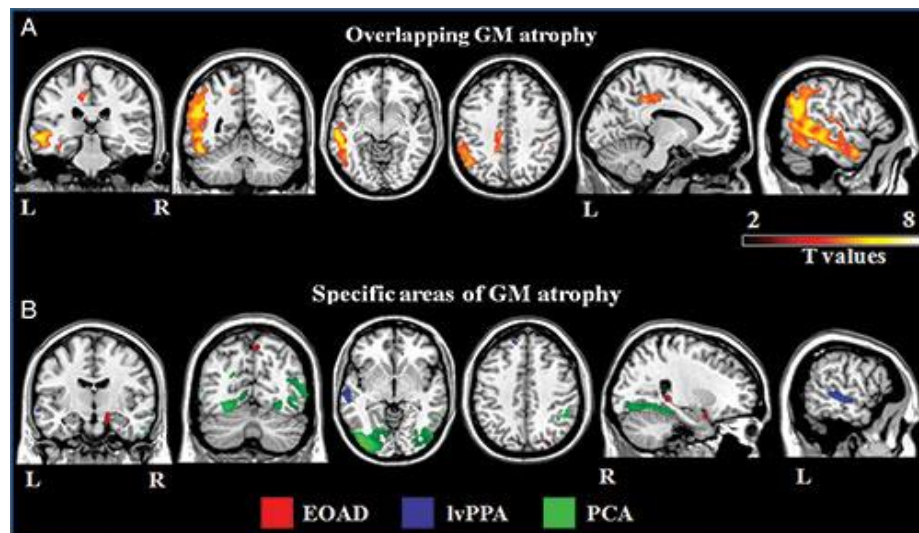 A
Overlapping GM atrophy
L
R
L
2
8
T values
B
Specific areas of GM atrophy
L
R
R
L
EOAD
lvPPA
PCA